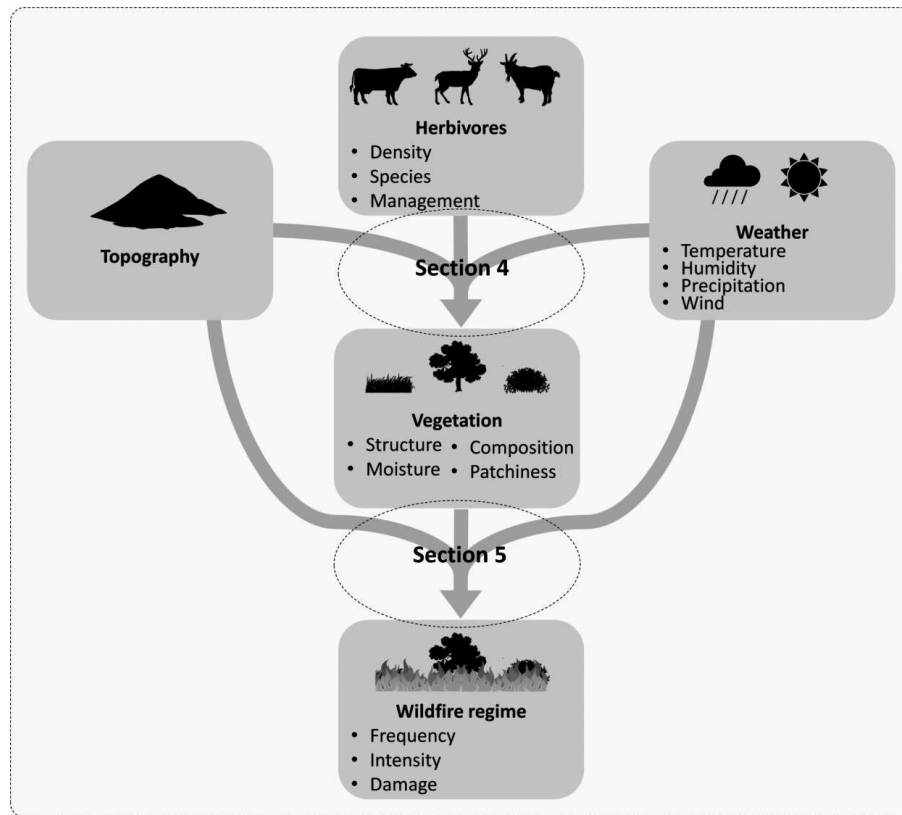 Herbivores
• Density
• Species
• Management
Topography
Weather
• Temperature
• Humidity
• Precipitation
• Wind
Section 4
Vegetation
• Structure • Composition
• Moisture • Patchiness
Section 5
Wildfire regime
• Frequency
• Intensity
• Damage